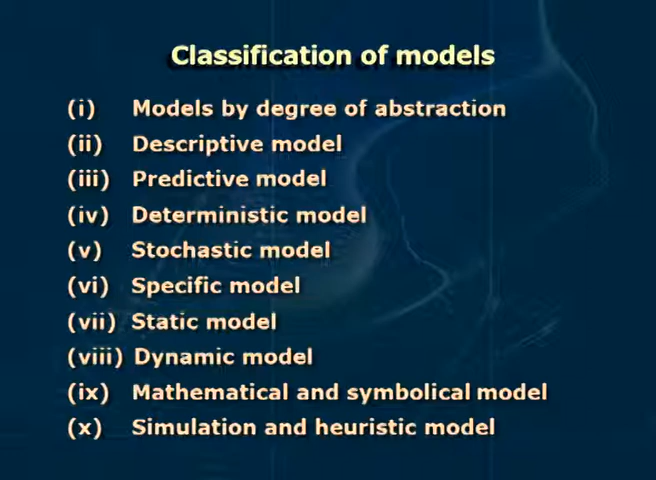 Classification of models
(i) Models by degree of abstraction
(ii) Descriptive model
(iii) Predictive model
(iv) Deterministic model
(v) Stochastic model
(vi) Specific model
(vii) Static model
(viii) Dynamic model
(ix) Mathematical and symbolical model
(x) Simulation and heuristic model